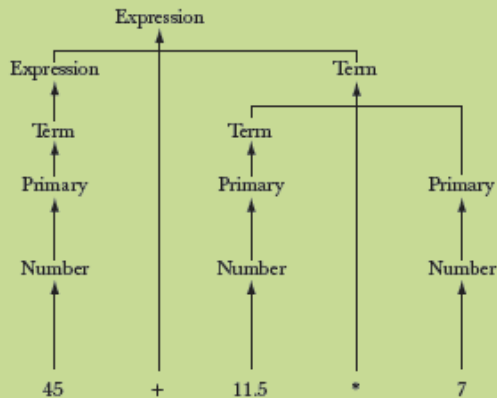 Expression
Expression Term
Term Term
Primary Primary Primary
Number Number Number
45 + 11.5 * 7